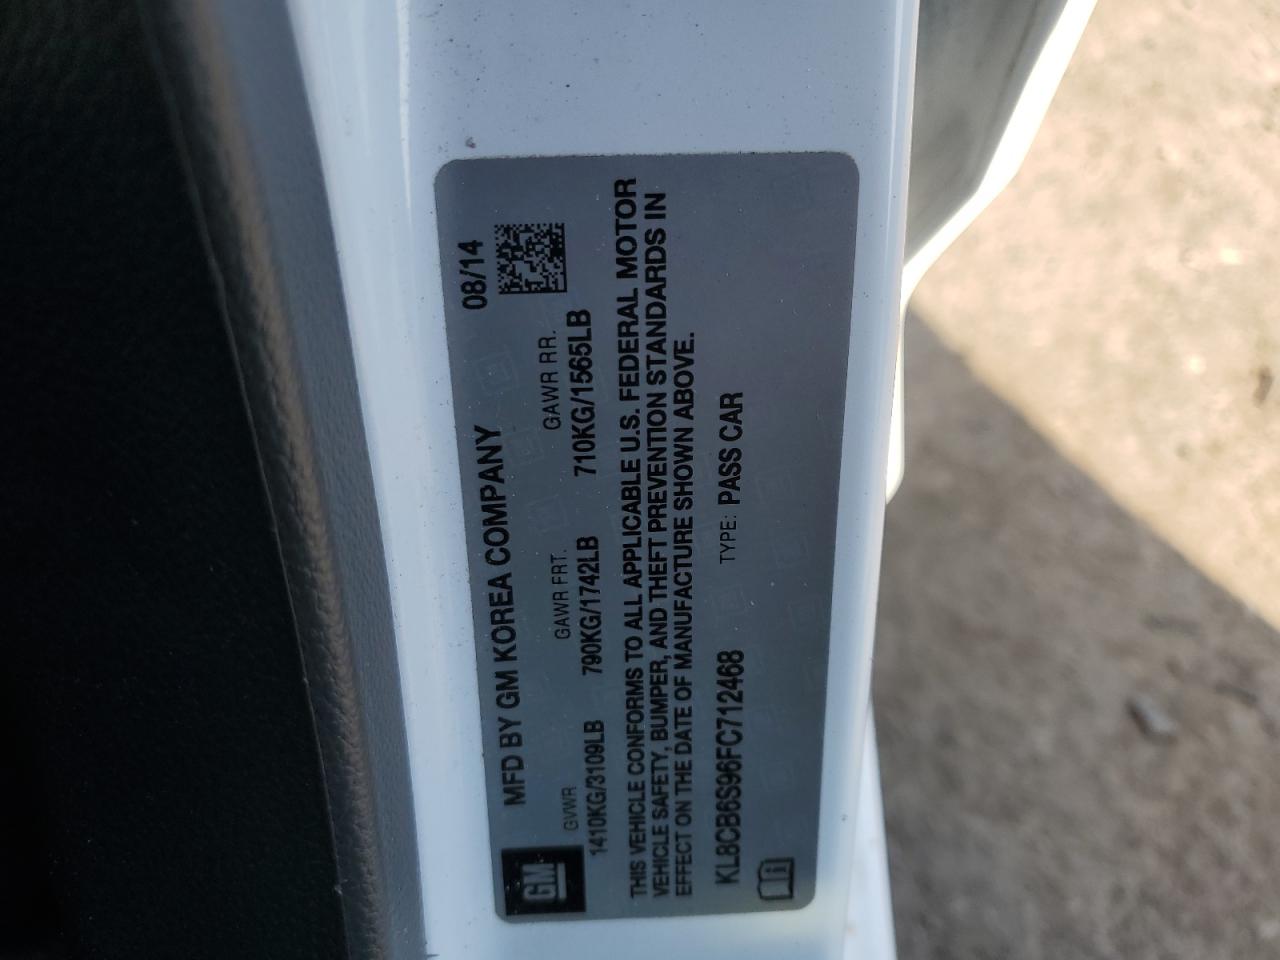 GM
MFD BY GM KOREA COMPANY 08/14
GVWR GAWR FRT. GAWR RR.
1410KG/3109LB 790KG/1742LB 710KG/1565LB
THIS VEHICLE CONFORMS TO ALL APPLICABLE U.S. FEDERAL MOTOR
VEHICLE SAFETY, BUMPER, AND THEFT PREVENTION STANDARDS IN
EFFECT ON THE DATE OF MANUFACTURE SHOWN ABOVE.
KL8CB6S96FC712468 TYPE: PASS CAR